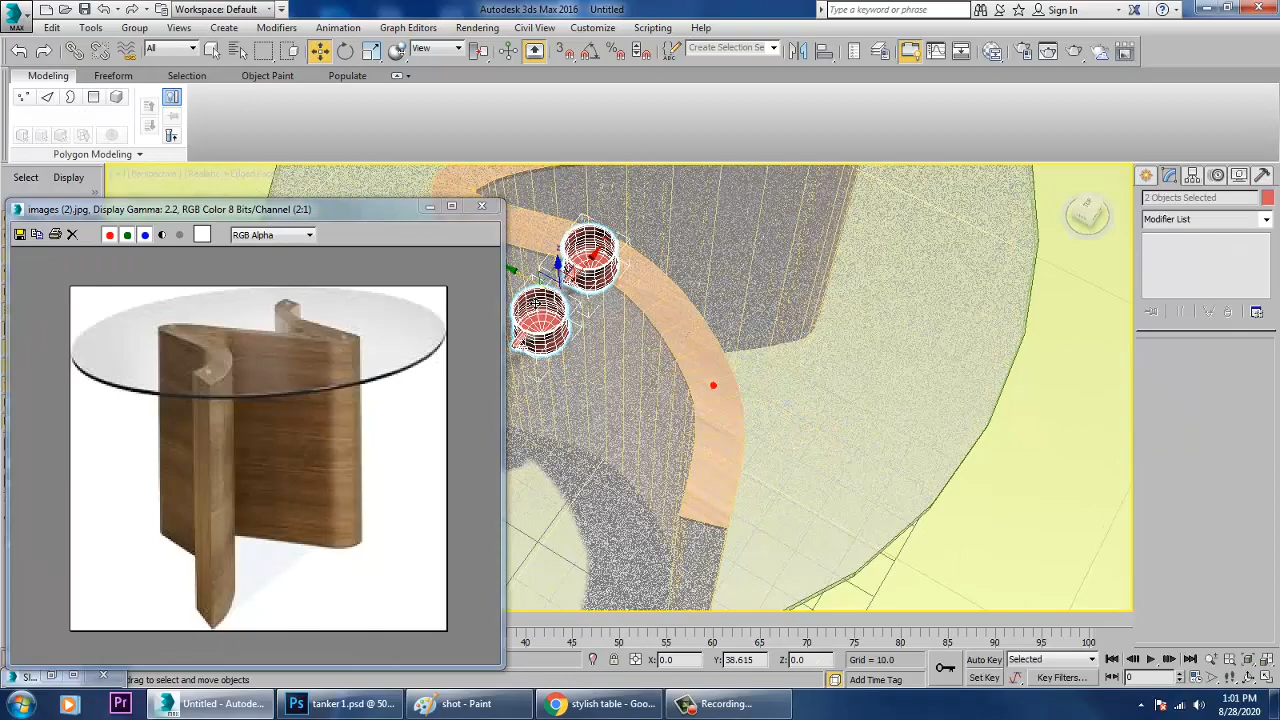 Workspace: Default
Autodesk 3ds Max 2016 Untitled
Type a keyword or phrase
Sign In
MAX
Edit Tools Group Views Create Modifiers Animation Graph Editors Rendering Civil View Customize Scripting Help
All
View
Create Selection Se
Modeling Freeform Selection Object Paint Populate
Polygon Modeling
Select Display
2 Objects Selected
Modifier List
images (2).jpg, Display Gamma: 2.2, RGB Color 8 Bits/Channel (2:1)
RGB Alpha
40 45 50 55 60 65 70 75 80 85 90 95 100
X: 0.0 Y: 38.615 Z: 0.0 Grid = 10.0 Auto Key Selected
drag to select and move objects Add Time Tag Set Key Key Filters... 0
Untitled - Autode... tanker 1.psd @ 50... shot - Paint stylish table - Goo... Recording...
1:01 PM
8/28/2020